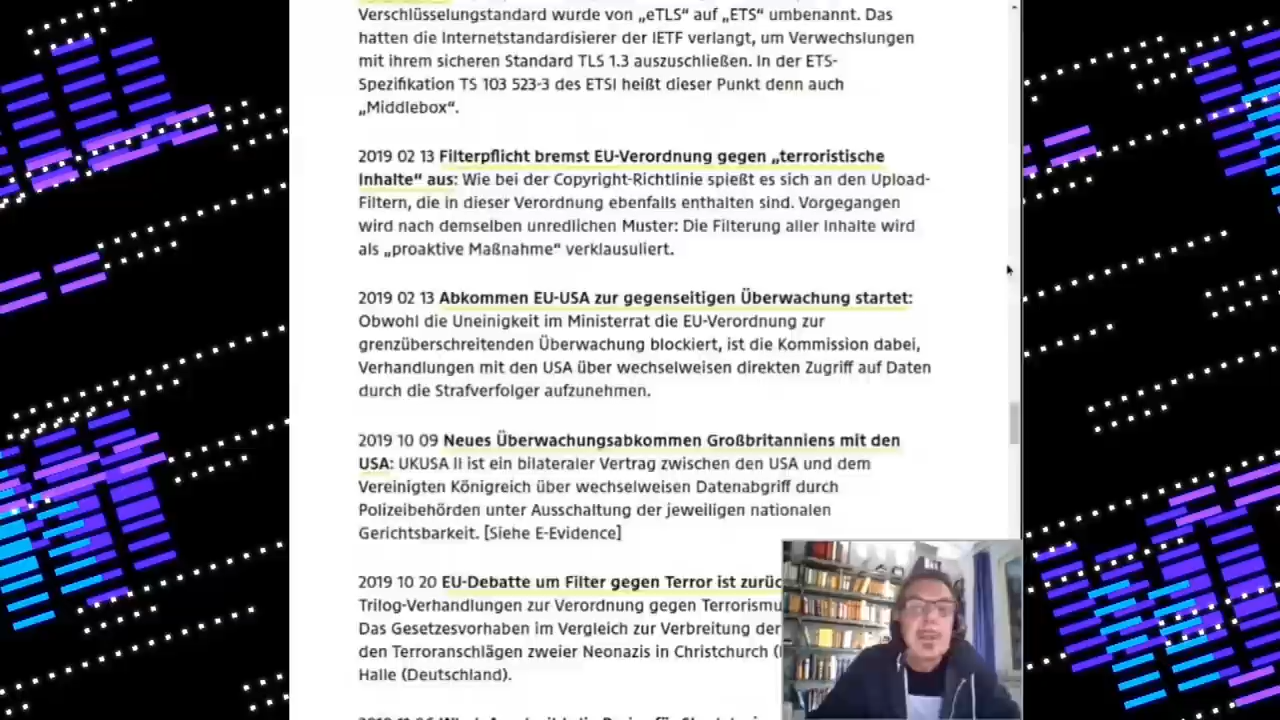 Verschlüsselungstandard wurde von „eTLS“ auf „ETS“ umbenannt. Das
hatten die Internetstandardisierer der IETF verlangt, um Verwechslungen
mit ihrem sicheren Standard TLS 1.3 auszuschließen. In der ETS-
Spezifikation TS 103 523-3 des ETSI heißt dieser Punkt denn auch
„Middlebox“.
2019 02 13 Filterpflicht bremst EU-Verordnung gegen „terroristische
Inhalte“ aus: Wie bei der Copyright-Richtlinie spießt es sich an den Upload-
Filtern, die in dieser Verordnung ebenfalls enthalten sind. Vorgegangen
wird nach demselben unredlichen Muster: Die Filterung aller Inhalte wird
als „proaktive Maßnahme“ verklausuliert.
2019 02 13 Abkommen EU-USA zur gegenseitigen Überwachung startet:
Obwohl die Uneinigkeit im Ministerrat die EU-Verordnung zur
grenzüberschreitenden Überwachung blockiert, ist die Kommission dabei,
Verhandlungen mit den USA über wechselweisen direkten Zugriff auf Daten
durch die Strafverfolger aufzunehmen.
2019 10 09 Neues Überwachungsabkommen Großbritanniens mit den
USA: UKUSA II ist ein bilateraler Vertrag zwischen den USA und dem
Vereinigten Königreich über wechselweisen Datenabgriff durch
Polizeibehörden unter Ausschaltung der jeweiligen nationalen
Gerichtsbarkeit. [Siehe E-Evidence]
2019 10 20 EU-Debatte um Filter gegen Terror ist zurüc
Trilog-Verhandlungen zur Verordnung gegen Terrorismu
Das Gesetzesvorhaben im Vergleich zur Verbreitung der
den Terroranschlägen zweier Neonazis in Christchurch (
Halle (Deutschland).